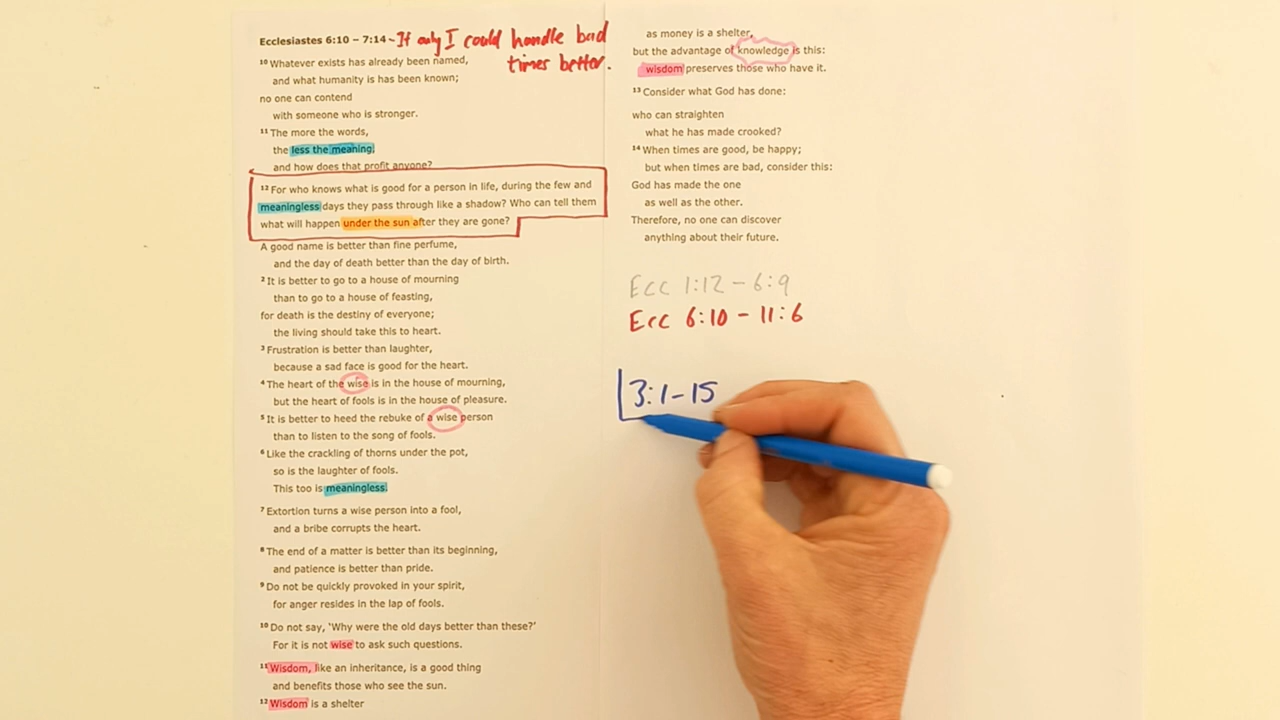 Ecclesiastes 6:10 – 7:14 ~ If only I could handle bad
times better.
10 Whatever exists has already been named,
and what humanity is has been known;
no one can contend
with someone who is stronger.
11 The more the words,
the less the meaning,
and how does that profit anyone?
12 For who knows what is good for a person in life, during the few and
meaningless days they pass through like a shadow? Who can tell them
what will happen under the sun after they are gone?
A good name is better than fine perfume,
and the day of death better than the day of birth.
2 It is better to go to a house of mourning
than to go to a house of feasting,
for death is the destiny of everyone;
the living should take this to heart.
3 Frustration is better than laughter,
because a sad face is good for the heart.
4 The heart of the wise is in the house of mourning,
but the heart of fools is in the house of pleasure.
5 It is better to heed the rebuke of a wise person
than to listen to the song of fools.
6 Like the crackling of thorns under the pot,
so is the laughter of fools.
This too is meaningless.
7 Extortion turns a wise person into a fool,
and a bribe corrupts the heart.
8 The end of a matter is better than its beginning,
and patience is better than pride.
9 Do not be quickly provoked in your spirit,
for anger resides in the lap of fools.
10 Do not say, ‘Why were the old days better than these?’
For it is not wise to ask such questions.
11 Wisdom, like an inheritance, is a good thing
and benefits those who see the sun.
12 Wisdom is a shelter
as money is a shelter,
but the advantage of knowledge is this:
wisdom preserves those who have it.
13 Consider what God has done:
who can straighten
what he has made crooked?
14 When times are good, be happy;
but when times are bad, consider this:
God has made the one
as well as the other.
Therefore, no one can discover
anything about their future.
Ecc 1:12 – 6:9
Ecc 6:10 – 11:6
3:1–15